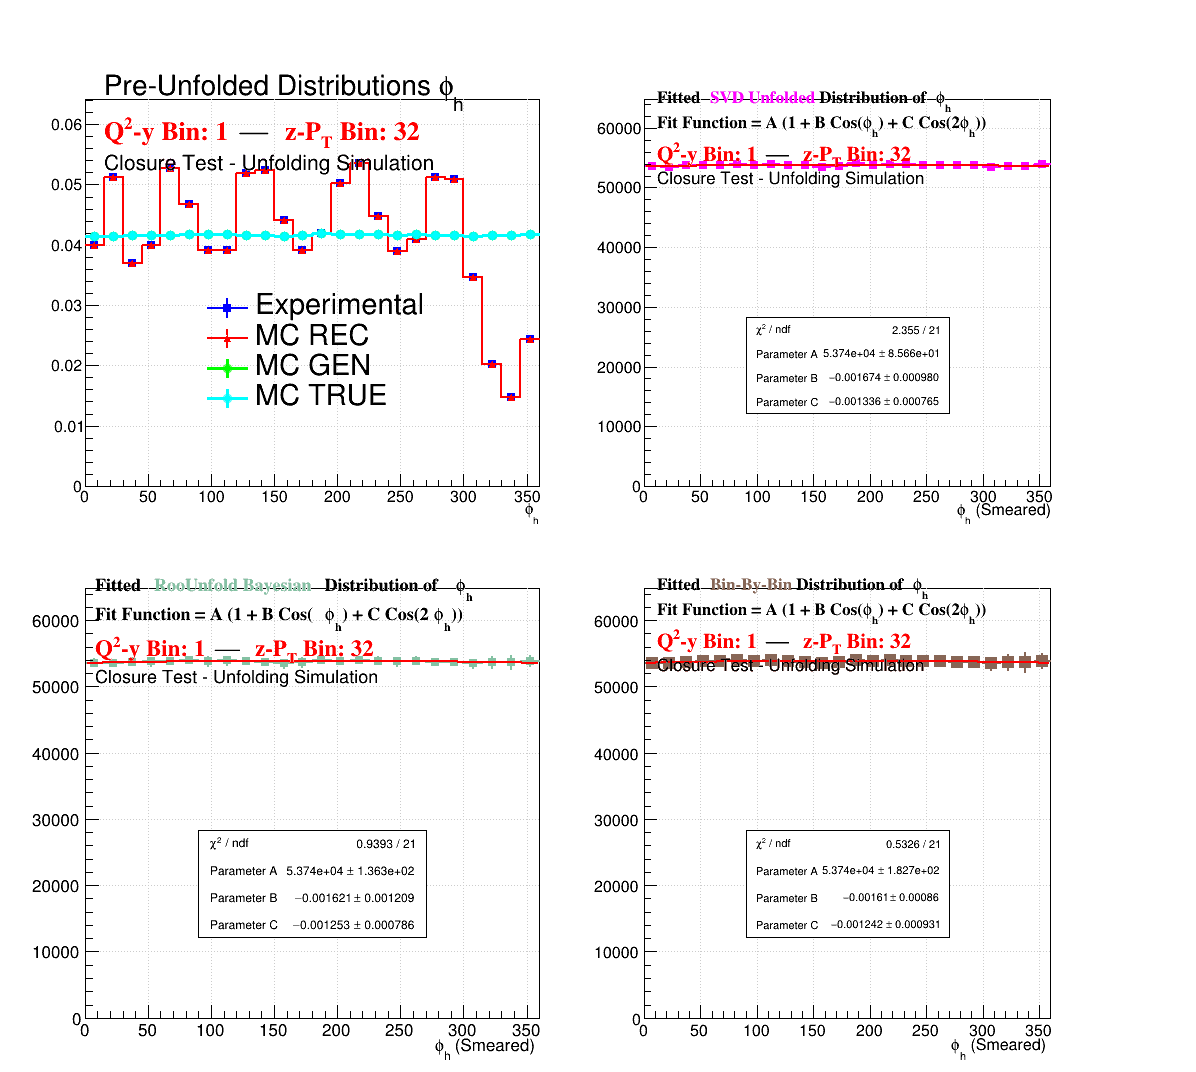 Pre-Unfolded Distributions ϕh
Q²-y Bin: 1 — z-PT Bin: 32
Closure Test - Unfolding Simulation
0.06
0.05
0.04
0.03
0.02
0.01
0
Experimental
MC REC
MC GEN
MC TRUE
0 50 100 150 200 250 300 350
ϕh
Fitted SVD Unfolded Distribution of ϕh
Fit Function = A (1 + B Cos(ϕh) + C Cos(2ϕh))
Q²-y Bin: 1 — z-PT Bin: 32
Closure Test - Unfolding Simulation
60000
50000
40000
30000
20000
10000
0
χ² / ndf 2.355 / 21
Parameter A 5.374e+04 ± 8.566e+01
Parameter B −0.001674 ± 0.000980
Parameter C −0.001336 ± 0.000765
0 50 100 150 200 250 300 350
ϕh (Smeared)
Fitted RooUnfold Bayesian Distribution of ϕh
Fit Function = A (1 + B Cos( ϕh) + C Cos(2 ϕh))
Q²-y Bin: 1 — z-PT Bin: 32
Closure Test - Unfolding Simulation
60000
50000
40000
30000
20000
10000
0
χ² / ndf 0.9393 / 21
Parameter A 5.374e+04 ± 1.363e+02
Parameter B −0.001621 ± 0.001209
Parameter C −0.001253 ± 0.000786
0 50 100 150 200 250 300 350
ϕh (Smeared)
Fitted Bin-By-Bin Distribution of ϕh
Fit Function = A (1 + B Cos(ϕh) + C Cos(2ϕh))
Q²-y Bin: 1 — z-PT Bin: 32
Closure Test - Unfolding Simulation
60000
50000
40000
30000
20000
10000
0
χ² / ndf 0.5326 / 21
Parameter A 5.374e+04 ± 1.827e+02
Parameter B −0.00161 ± 0.00086
Parameter C −0.001242 ± 0.000931
0 50 100 150 200 250 300 350
ϕh (Smeared)